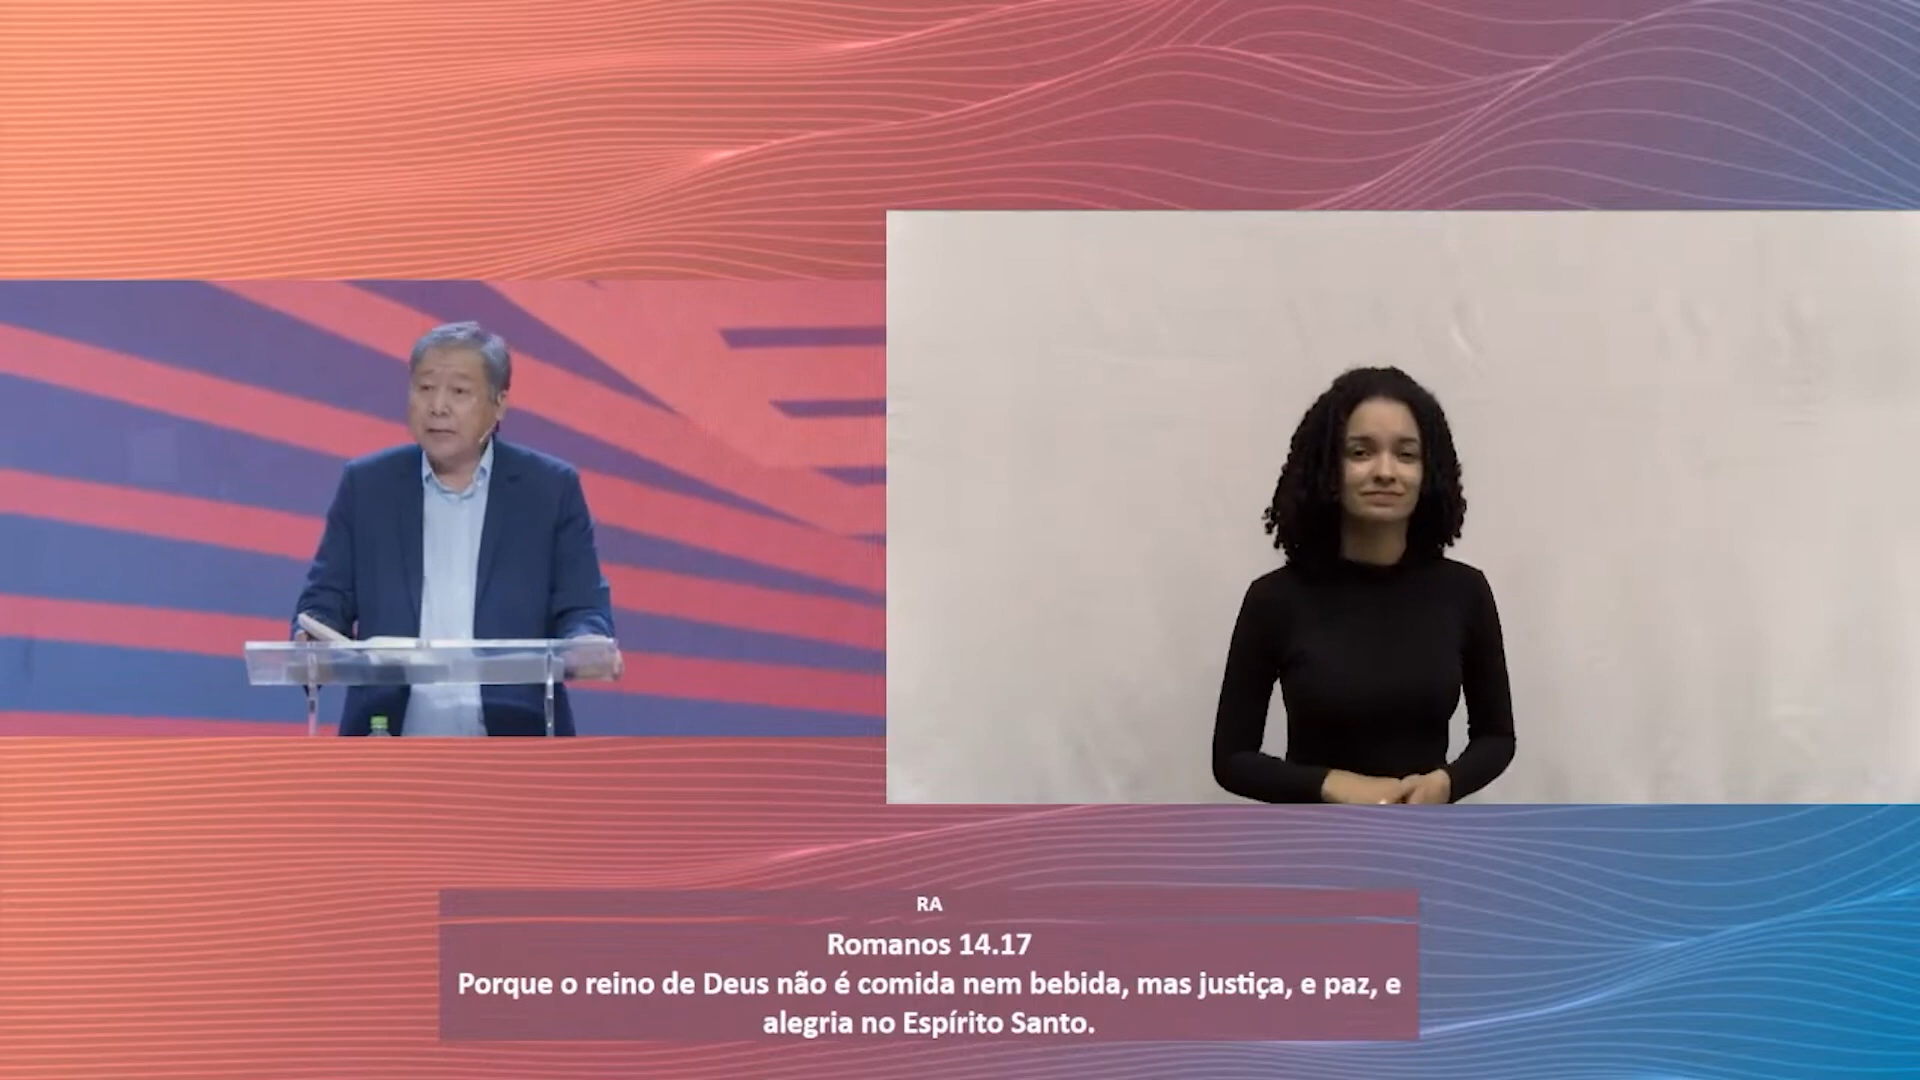 RA
Romanos 14.17
Porque o reino de Deus não é comida nem bebida, mas justiça, e paz, e
alegria no Espírito Santo.